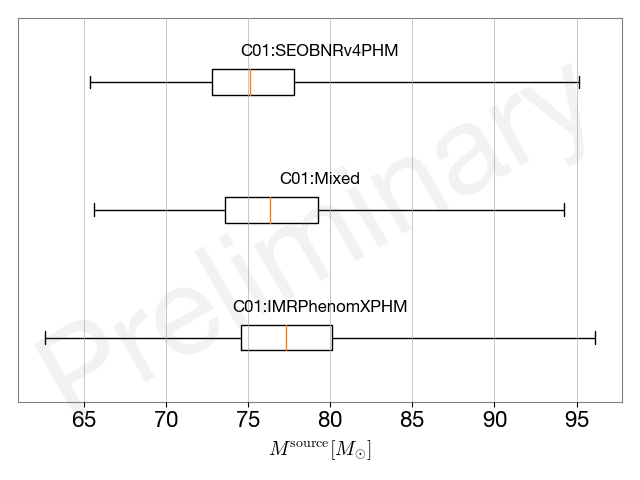 C01:SEOBNRv4PHM
C01:Mixed
C01:IMRPhenomXPHM
Preliminary
65 70 75 80 85 90 95
M^source[M_⊙]